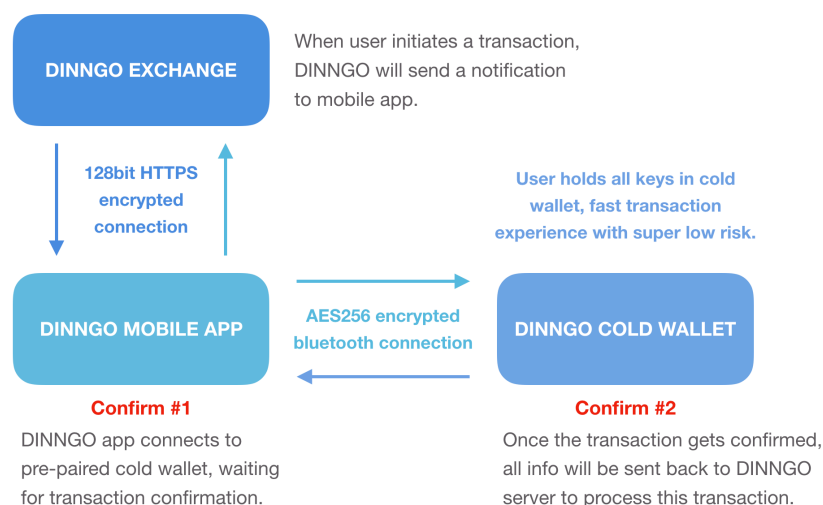 DINNGO EXCHANGE
When user initiates a transaction,
DINNGO will send a notification
to mobile app.
128bit HTTPS
encrypted
connection
User holds all keys in cold
wallet, fast transaction
experience with super low risk.
DINNGO MOBILE APP
AES256 encrypted
bluetooth connection
DINNGO COLD WALLET
Confirm #1
DINNGO app connects to
pre-paired cold wallet, waiting
for transaction confirmation.
Confirm #2
Once the transaction gets confirmed,
all info will be sent back to DINNGO
server to process this transaction.